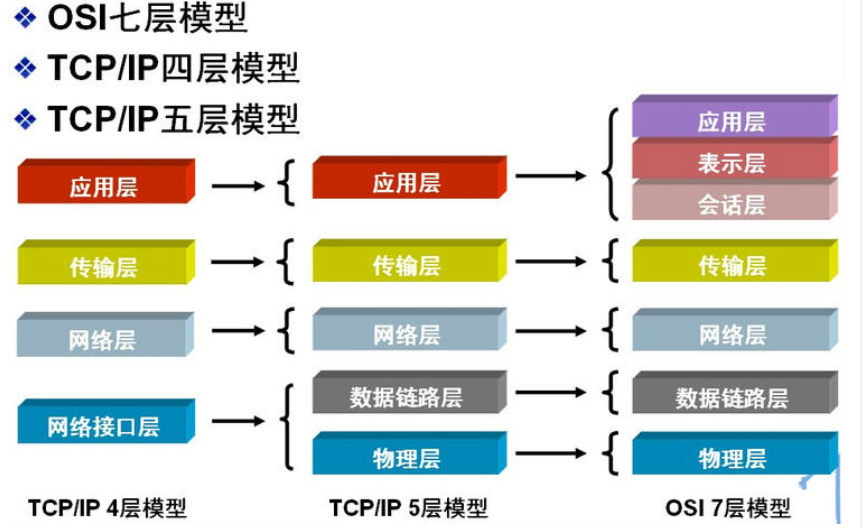 ❖ OSI七层模型
❖ TCP/IP四层模型
❖ TCP/IP五层模型
应用层
传输层
网络层
网络接口层
TCP/IP 4层模型
应用层
传输层
网络层
数据链路层
物理层
TCP/IP 5层模型
应用层
表示层
会话层
传输层
网络层
数据链路层
物理层
OSI 7层模型